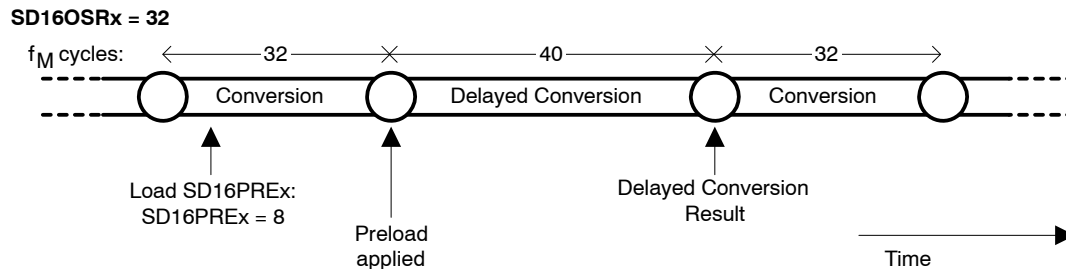 SD16OSRx = 32
fM cycles: 32 40 32
Conversion Delayed Conversion Conversion
Load SD16PREx:
SD16PREx = 8
Delayed Conversion
Result
Preload
applied
Time